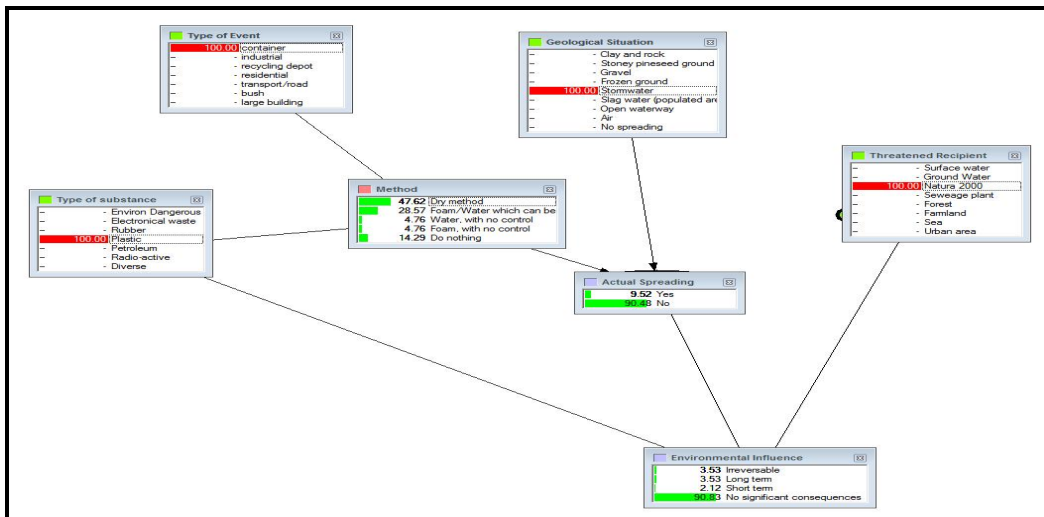 Type of Event
100.00 container
- - industrial
- - recycling depot
- - residential
- - transport/road
- - bush
- - large building
Geological Situation
- - Clay and rock
- - Stoney pineseed ground
- - Gravel
- - Frozen ground
100.00 Stormwater
- - Slag water (populated are
- - Open waterway
- - Air
- - No spreading
Threatened Recipient
- - Surface water
- - Ground Water
100.00 Natura 2000
- - Seweage plant
- - Forest
- - Farmland
- - Sea
- - Urban area
Type of substance
- - Environ Dangerous
- - Electronical waste
- - Rubber
100.00 Plastic
- - Petroleum
- - Radio-active
- - Diverse
Method
47.62 Dry method
28.57 Foam/Water which can be
4.76 Water, with no control
4.76 Foam, with no control
14.29 Do nothing
Actual Spreading
9.52 Yes
90.48 No
Environmental Influence
3.53 Irreversable
3.53 Long term
2.12 Short term
90.83 No significant consequences